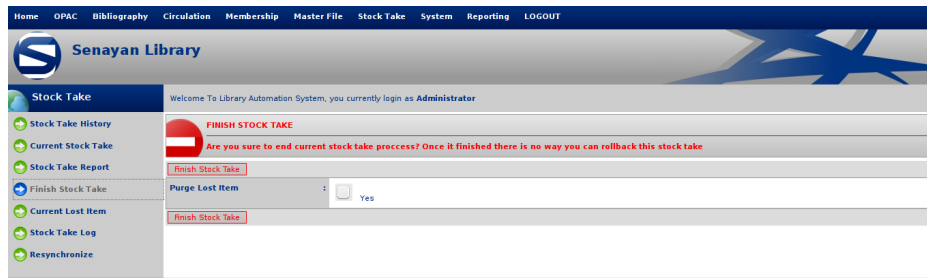 Home OPAC Bibliography Circulation Membership Master File Stock Take System Reporting LOGOUT
S Senayan Library
Stock Take
Welcome To Library Automation System, you currently login as Administrator
Stock Take History
Current Stock Take
Stock Take Report
Finish Stock Take
Current Lost Item
Stock Take Log
Resynchronize
FINISH STOCK TAKE
Are you sure to end current stock take proccess? Once it finished there is no way you can rollback this stock take
Finish Stock Take
Purge Lost Item : Yes
Finish Stock Take